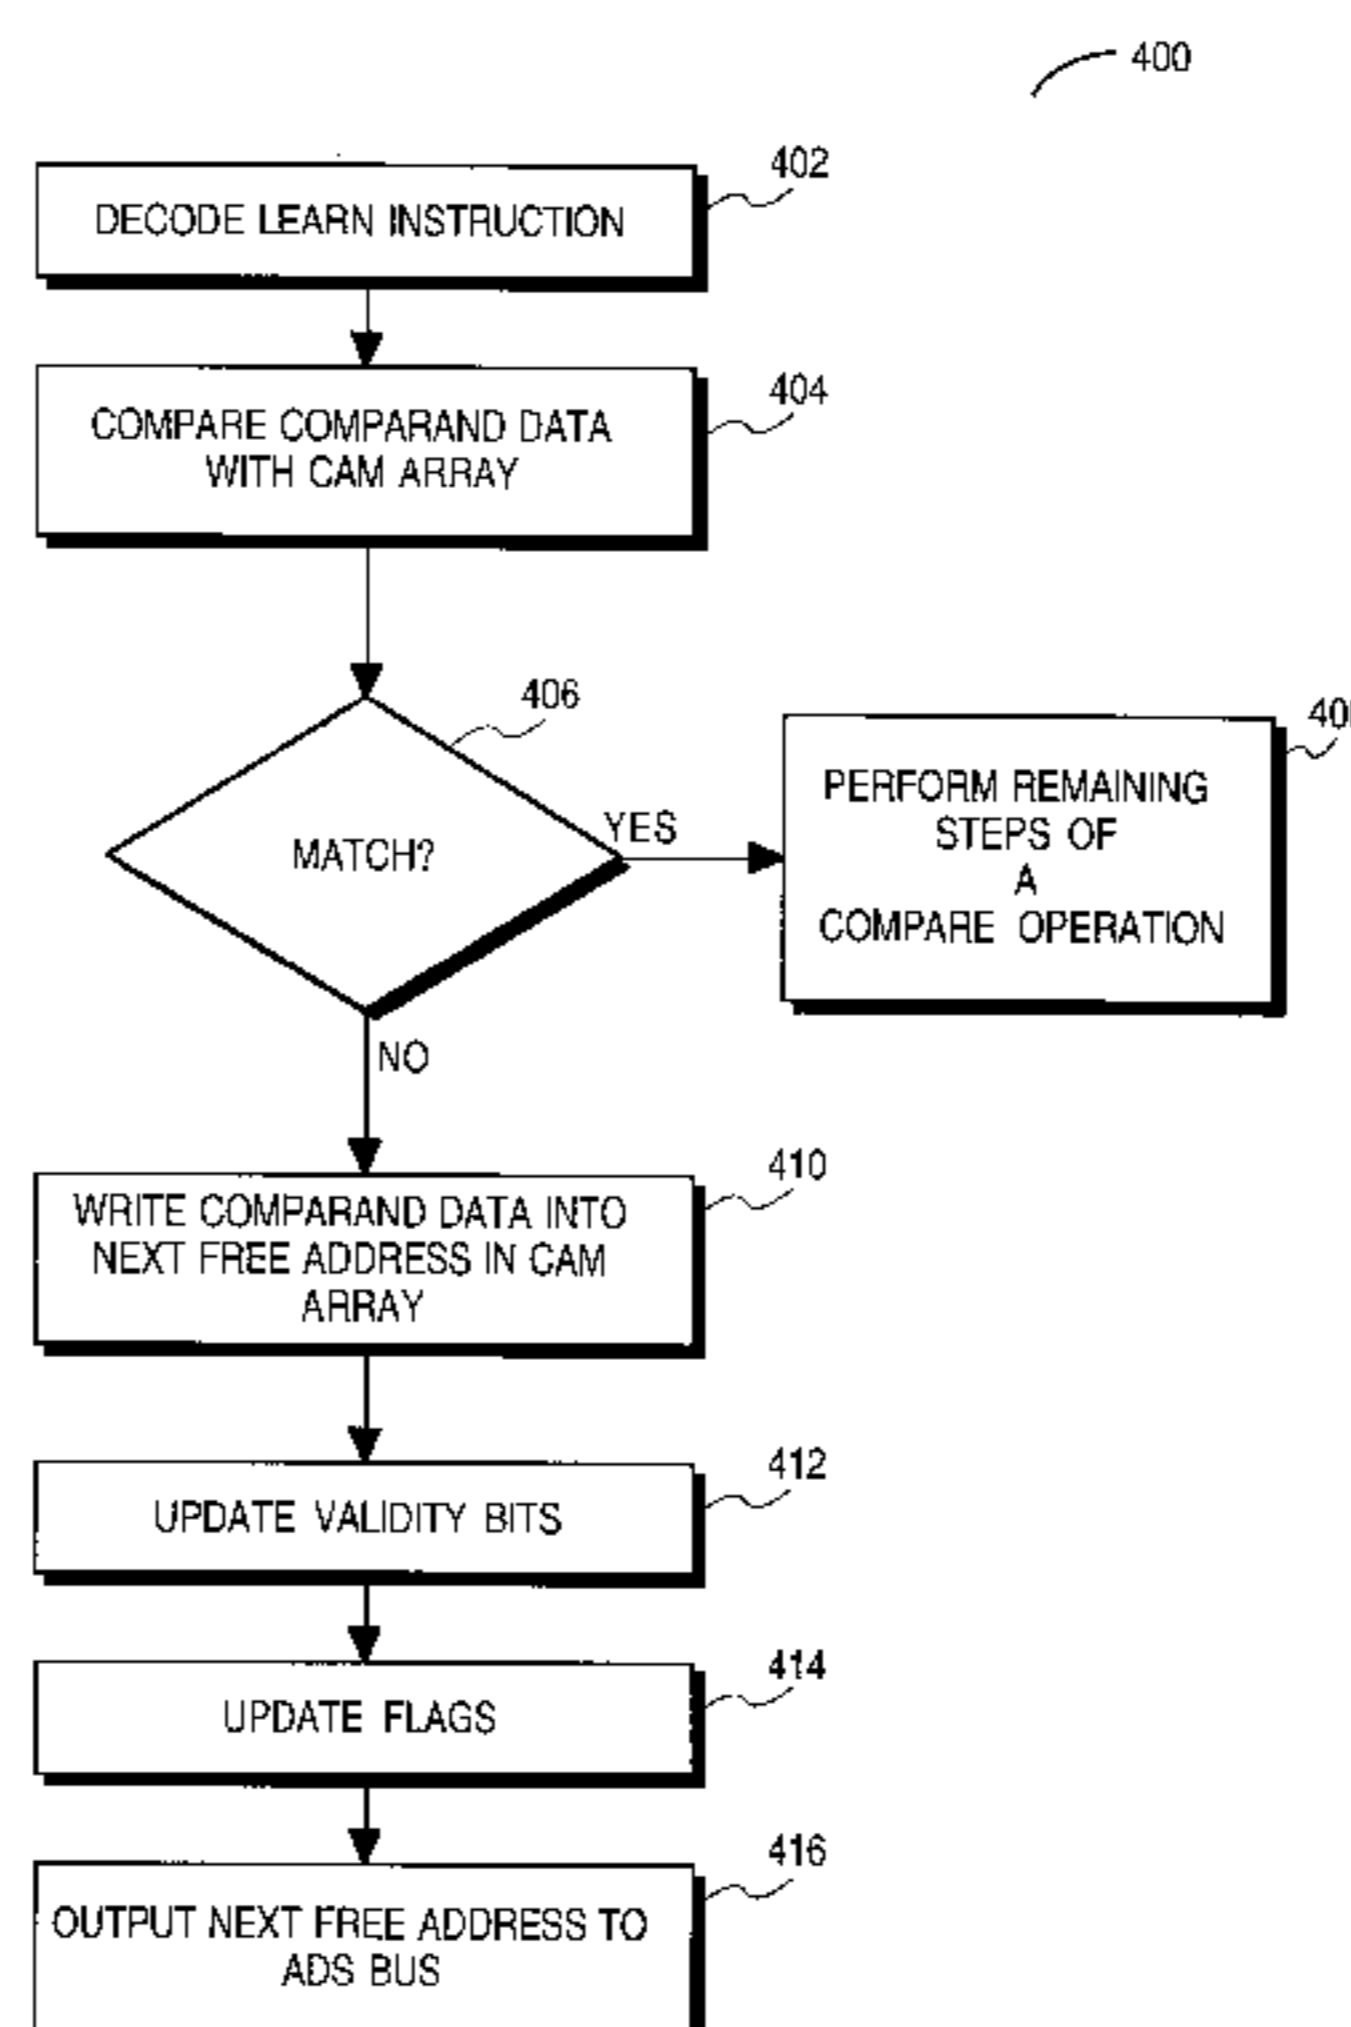 400
402
DECODE LEARN INSTRUCTION
404
COMPARE COMPARAND DATA
WITH CAM ARRAY
406
MATCH?
YES
PERFORM REMAINING
STEPS OF
A
COMPARE OPERATION
NO
410
WRITE COMPARAND DATA INTO
NEXT FREE ADDRESS IN CAM
ARRAY
412
UPDATE VALIDITY BITS
414
UPDATE FLAGS
416
OUTPUT NEXT FREE ADDRESS TO
ADS BUS